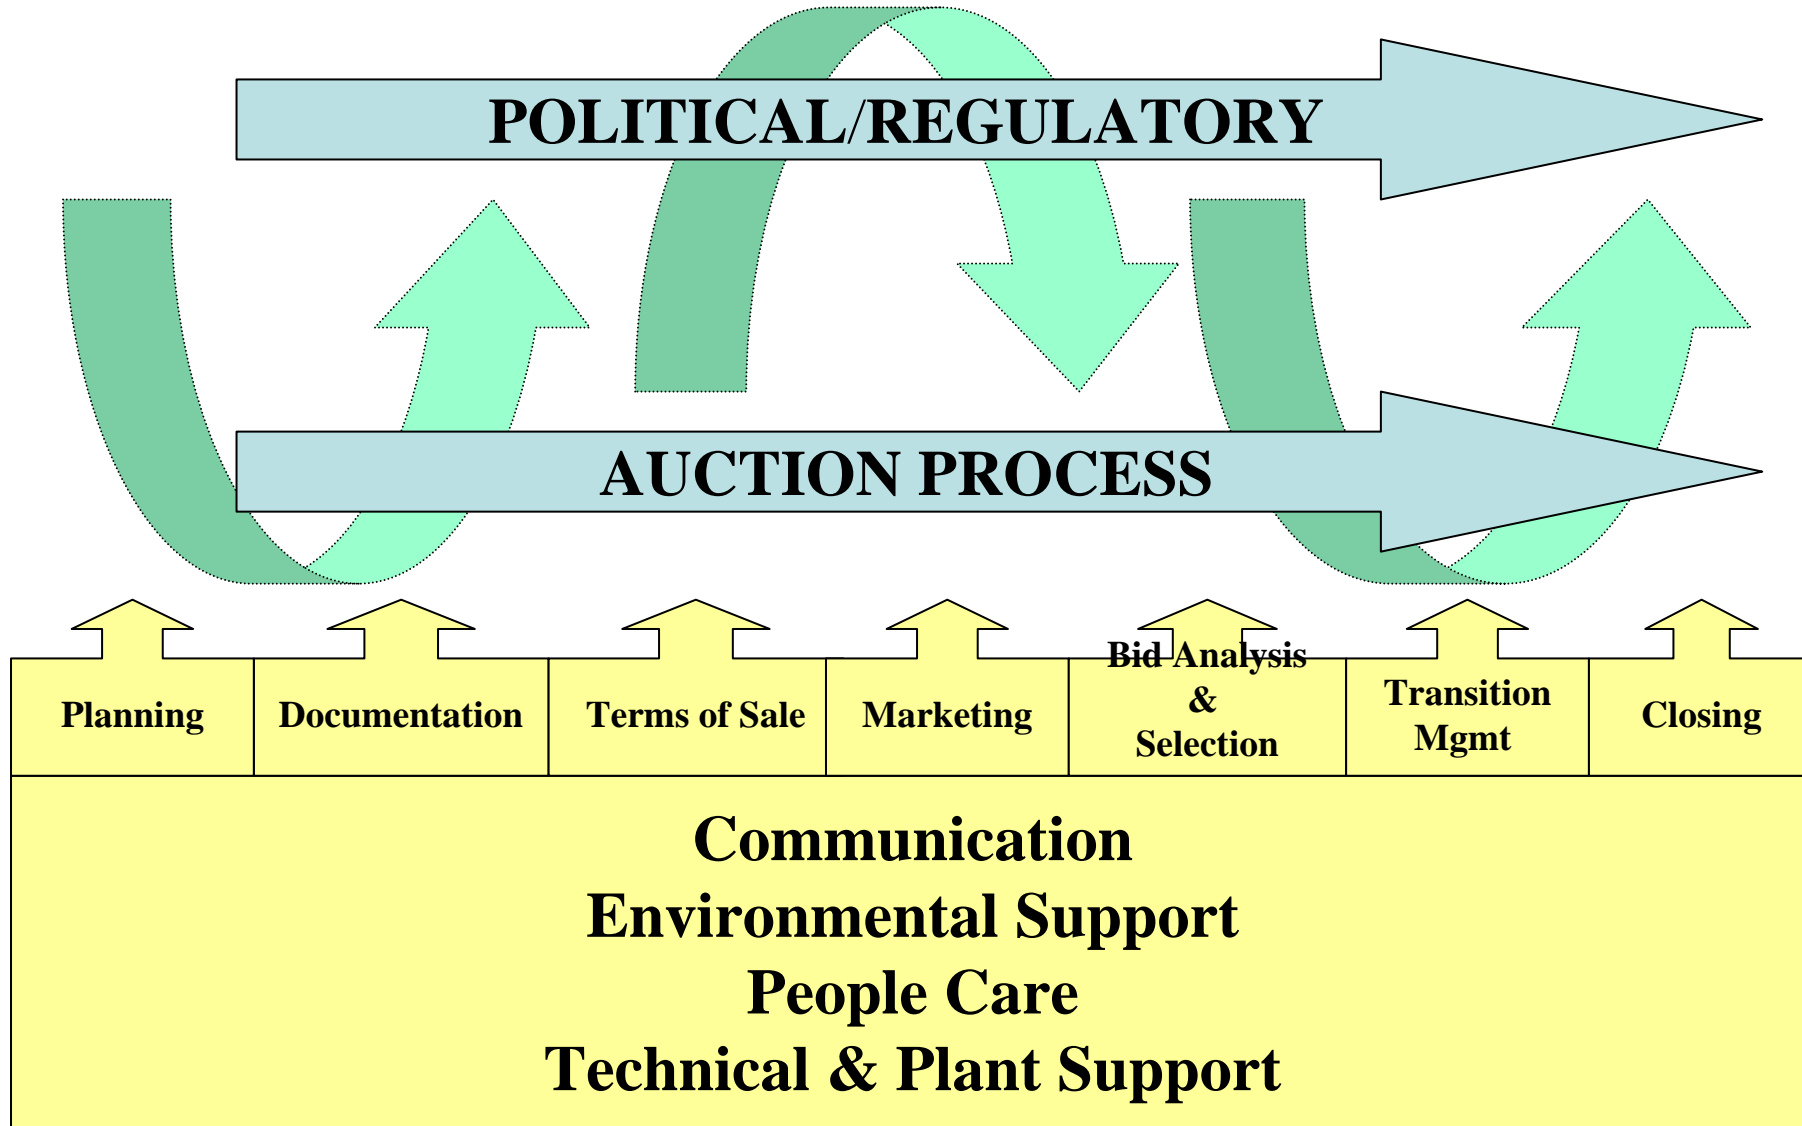 POLITICAL/REGULATORY
AUCTION PROCESS
Planning
Documentation
Terms of Sale
Marketing
Bid Analysis
&
Selection
Transition
Mgmt
Closing
Communication
Environmental Support
People Care
Technical & Plant Support